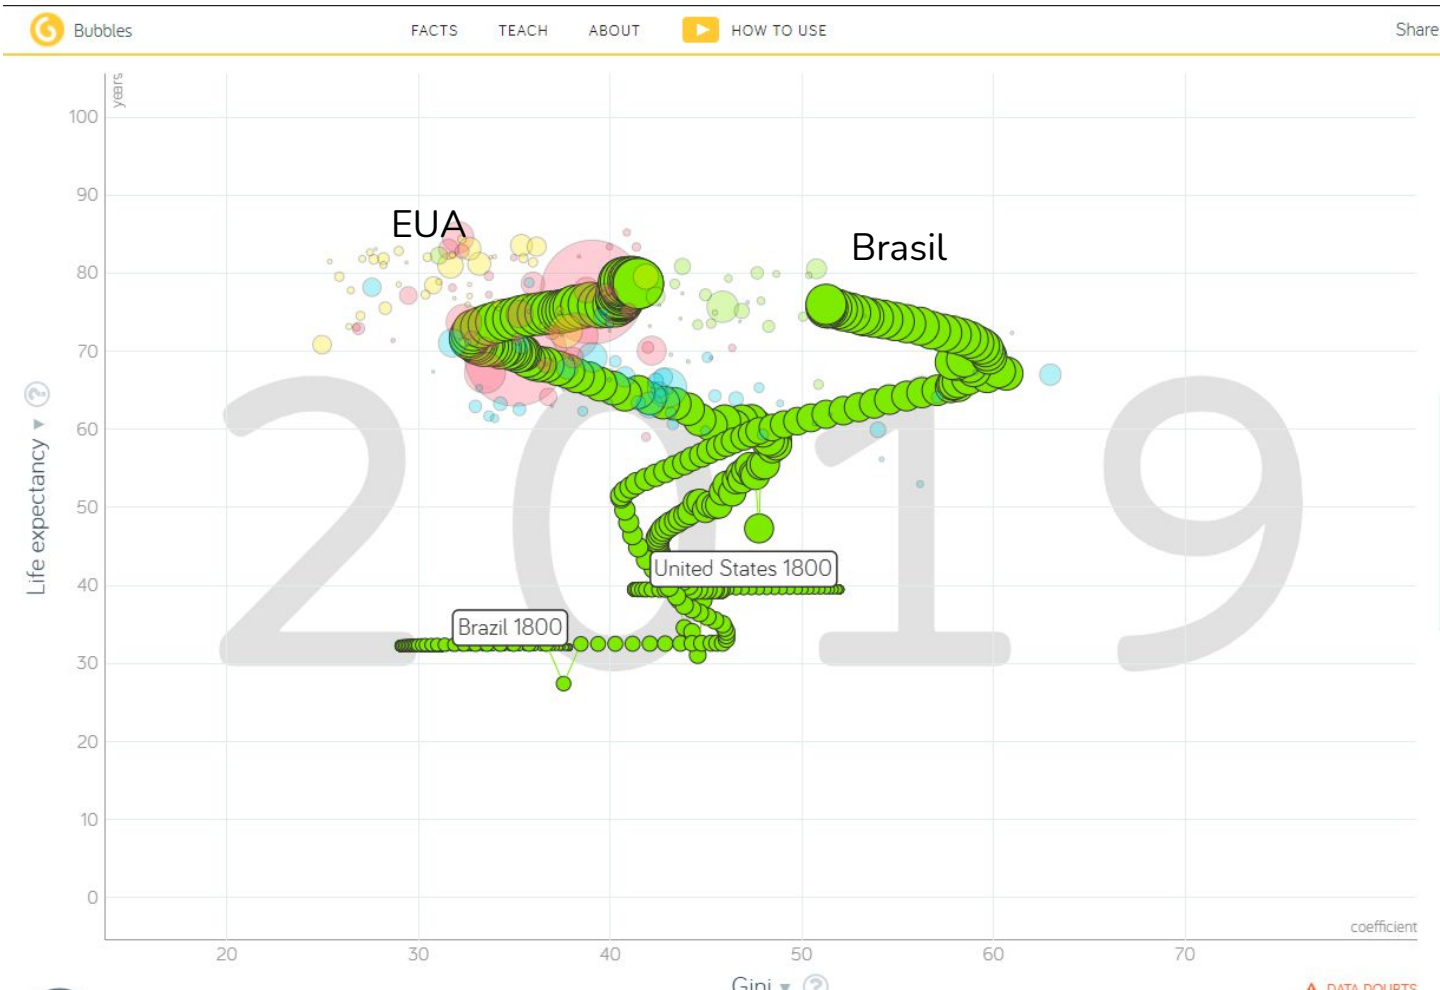 Bubbles FACTS TEACH ABOUT HOW TO USE Share
years
100
90
EUA
Brasil
80
70
2019
60
50
United States 1800
40
Brazil 1800
30
20
10
0
Life expectancy ▼ ?
coefficient
20 30 40 50 60 70
Gini ▼ ?
DATA DOUBTS